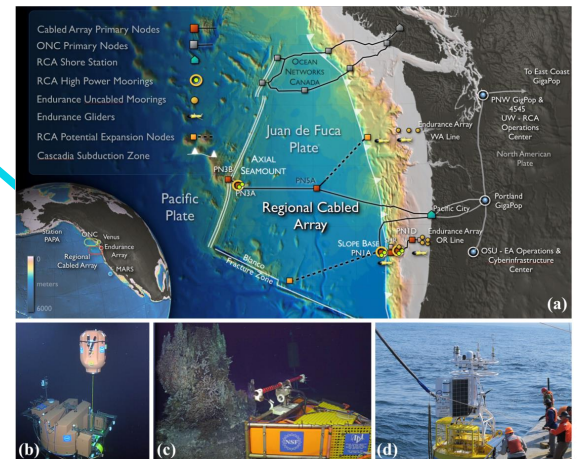 Cabled Array Primary Nodes
ONC Primary Nodes
RCA Shore Station
RCA High Power Moorings
Endurance Uncabled Moorings
Endurance Gliders
RCA Potential Expansion Nodes
Cascadia Subduction Zone
OCEAN
NETWORKS
CANADA
To East Coast
GigaPop
Endurance Array
WA Line
PNW GigPop &
4545
UW - RCA
Operations
Center
North American
Plate
Juan de Fuca
Plate
AXIAL
SEAMOUNT
PN3B
PN3A
PN5A
Pacific
Plate
Regional Cabled
Array
Pacific City
Portland
GigaPop
PN1D
Endurance Array
OR Line
SLOPE BASE
PN1A
OSU - EA Operations &
Cyberinfrastructure
Center
Blanco
Fracture Zone
Station
PAPA
ONC
Venus
Endurance
Array
Regional
Cabled Array
MARS
0
meters
6000
(a)
(b)
(c)
NSF
apl
(d)